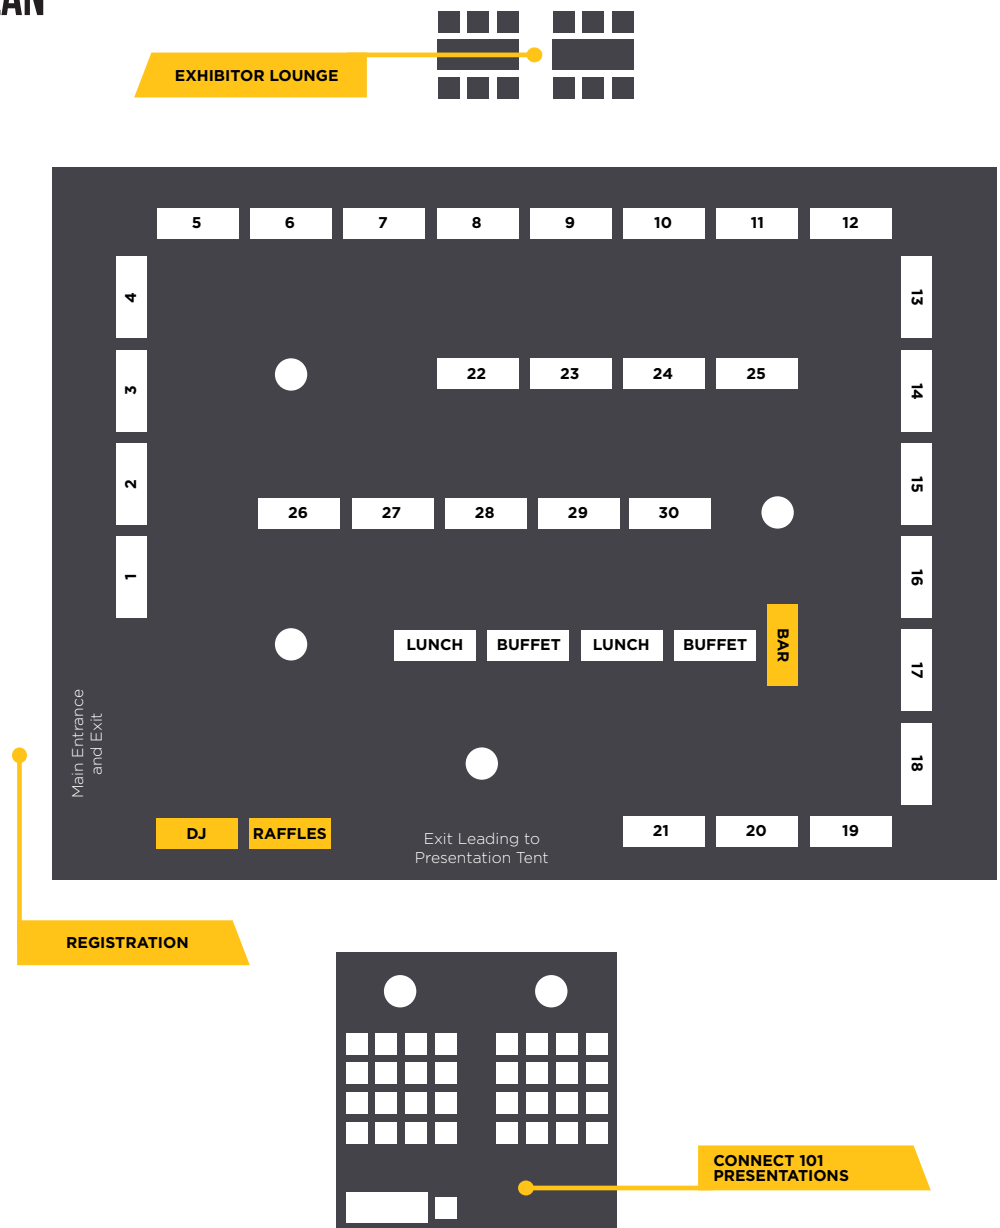 EXHIBITOR LOUNGE
5 6 7 8 9 10 11 12
4
3
2
1
13
14
15
16
17
18
22 23 24 25
26 27 28 29 30
LUNCH BUFFET LUNCH BUFFET
BAR
Main Entrance
and Exit
DJ RAFFLES
Exit Leading to
Presentation Tent
21 20 19
REGISTRATION
CONNECT 101
PRESENTATIONS